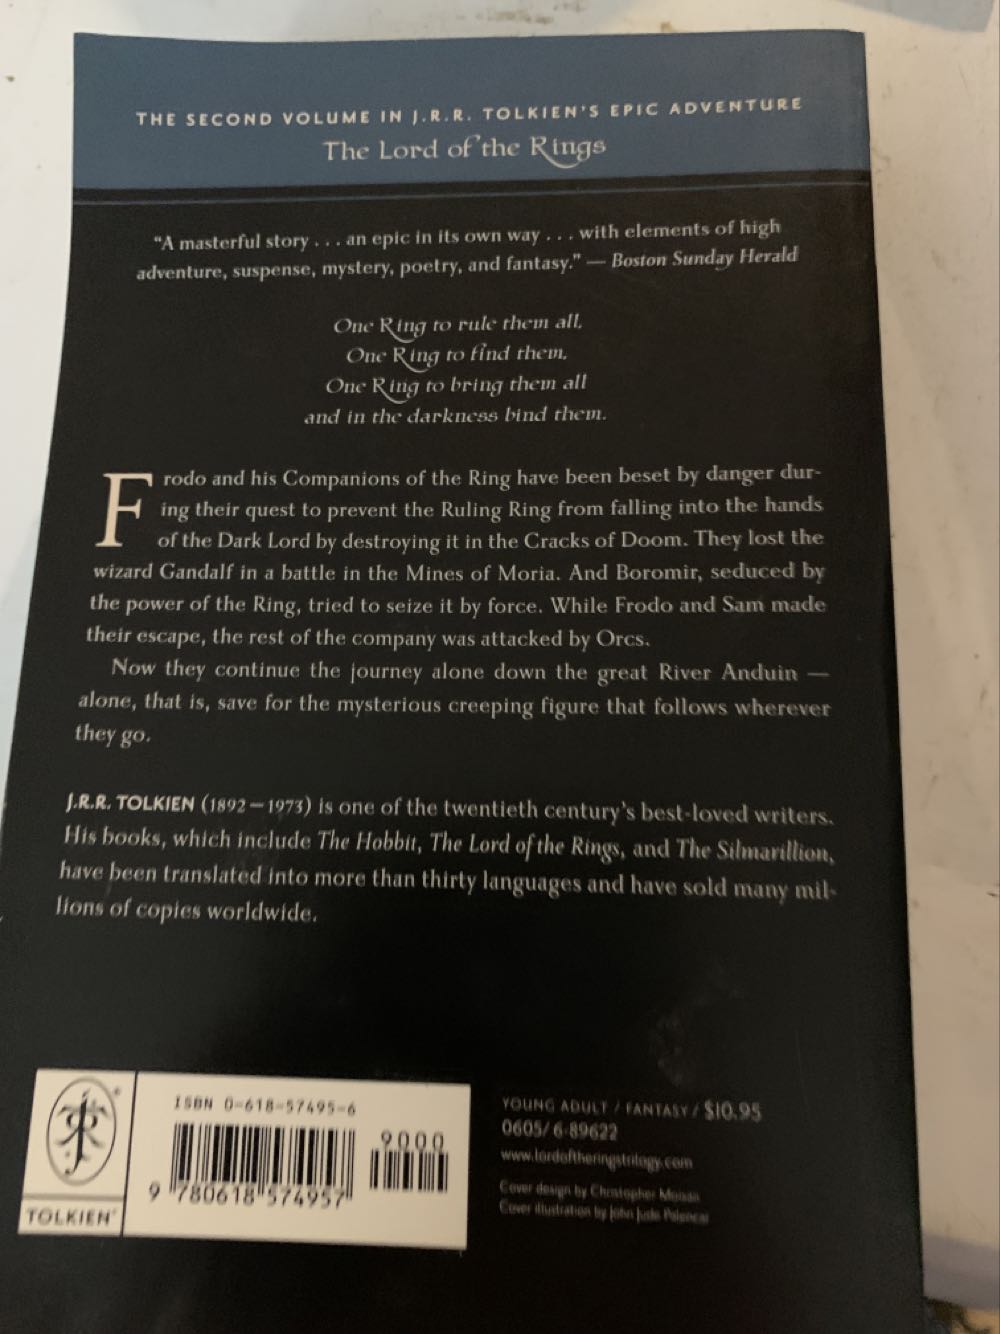 THE SECOND VOLUME IN J.R.R. TOLKIEN'S EPIC ADVENTURE
The Lord of the Rings
"A masterful story . . . an epic in its own way . . . with elements of high
adventure, suspense, mystery, poetry, and fantasy." — Boston Sunday Herald
One Ring to rule them all,
One Ring to find them,
One Ring to bring them all
and in the darkness bind them.
Frodo and his Companions of the Ring have been beset by danger dur-
ing their quest to prevent the Ruling Ring from falling into the hands
of the Dark Lord by destroying it in the Cracks of Doom. They lost the
wizard Gandalf in a battle in the Mines of Moria. And Boromir, seduced by
the power of the Ring, tried to seize it by force. While Frodo and Sam made
their escape, the rest of the company was attacked by Orcs.
Now they continue the journey alone down the great River Anduin —
alone, that is, save for the mysterious creeping figure that follows wherever
they go.
J.R.R. TOLKIEN (1892–1973) is one of the twentieth century's best-loved writers.
His books, which include The Hobbit, The Lord of the Rings, and The Silmarillion,
have been translated into more than thirty languages and have sold many mil-
lions of copies worldwide.
TOLKIEN®
ISBN 0-618-57495-6
90000
9 780618 574957
YOUNG ADULT / FANTASY / $10.95
0605/ 6-89622
www.lordoftheringstrilogy.com
Cover design by Christopher Moisan
Cover illustration by John Jude Palencar